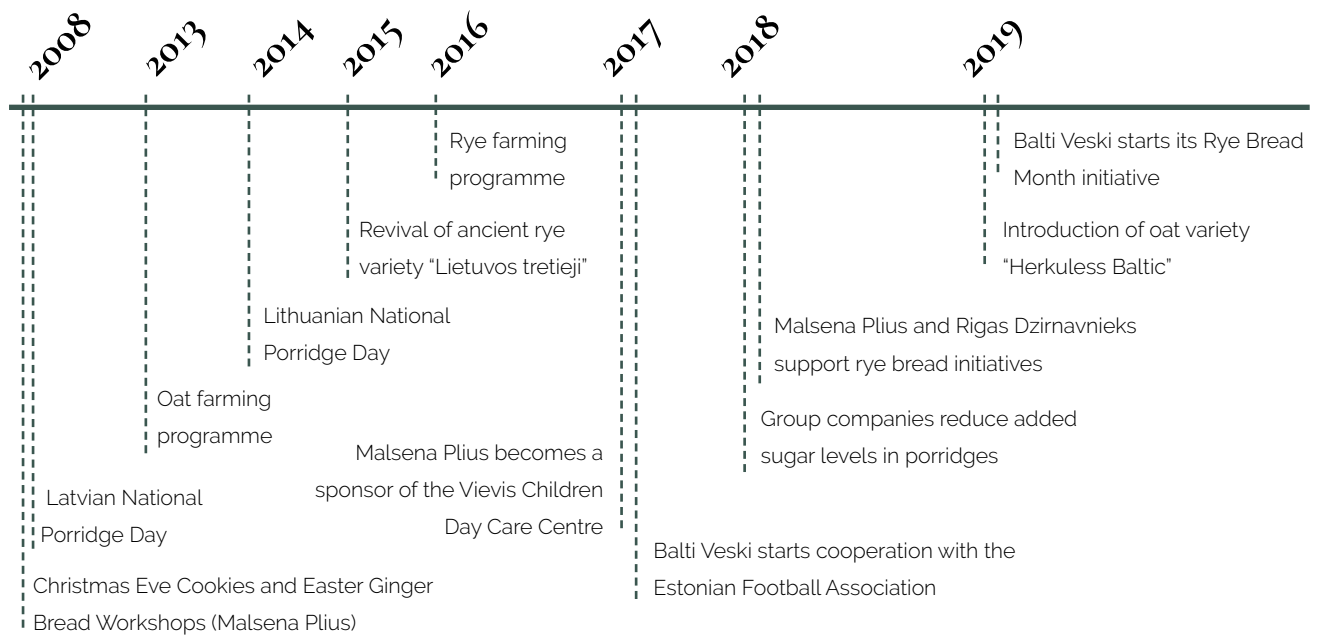 2008
2013
2014
2015
2016
2017
2018
2019
Rye farming
programme
Balti Veski starts its Rye Bread
Month initiative
Revival of ancient rye
variety “Lietuvos tretieji”
Introduction of oat variety
“Herkuless Baltic”
Lithuanian National
Porridge Day
Malsena Plius and Rigas Dzirnavnieks
support rye bread initiatives
Oat farming
programme
Group companies reduce added
sugar levels in porridges
Malsena Plius becomes a
sponsor of the Vievis Children
Day Care Centre
Latvian National
Porridge Day
Balti Veski starts cooperation with the
Estonian Football Association
Christmas Eve Cookies and Easter Ginger
Bread Workshops (Malsena Plius)